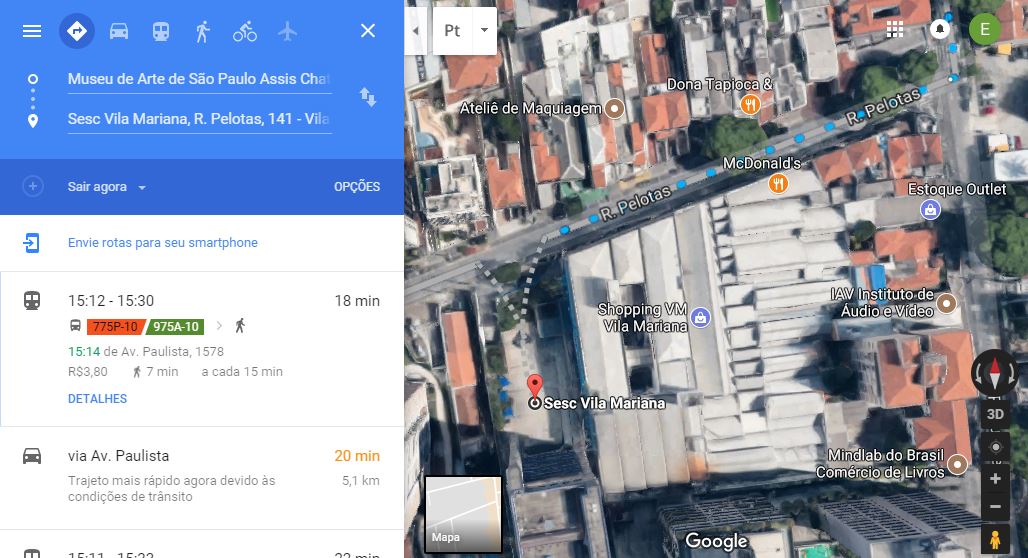 Museu de Arte de São Paulo Assis Chat
Sesc Vila Mariana, R. Pelotas, 141 - Vila
Sair agora
OPÇÕES
Envie rotas para seu smartphone
15:12 - 15:30
18 min
775P-10
975A-10
15:14 de Av. Paulista, 1578
R$3,80
7 min
a cada 15 min
DETALHES
via Av. Paulista
20 min
Trajeto mais rápido agora devido às
5,1 km
condições de trânsito
15:11 - 15:33
22 min
Pt
E
Dona Tapioca &
Ateliê de Maquiagem
R. Pelotas
McDonald's
R. Pelotas
Estoque Outlet
IAV Instituto de
Áudio e Vídeo
Shopping VM
Vila Mariana
Sesc Vila Mariana
3D
Mindlab do Brasil
Comércio de Livros
Mapa
Google